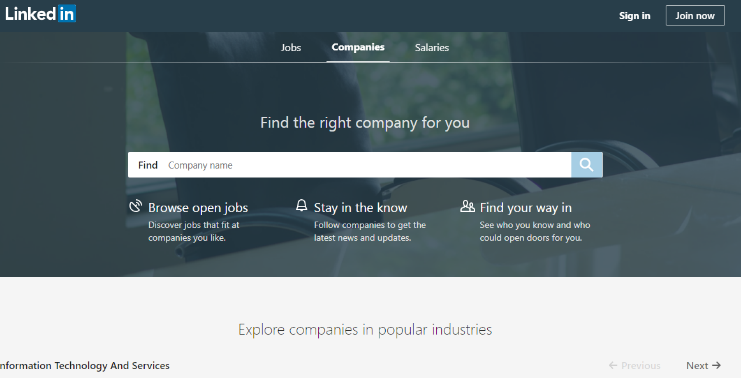 Linked in
Sign in
Join now
Jobs
Companies
Salaries
Find the right company for you
Find Company name
Browse open jobs
Discover jobs that fit at
companies you like.
Stay in the know
Follow companies to get the
latest news and updates.
Find your way in
See who you know and who
could open doors for you.
Explore companies in popular industries
nformation Technology And Services
Previous
Next